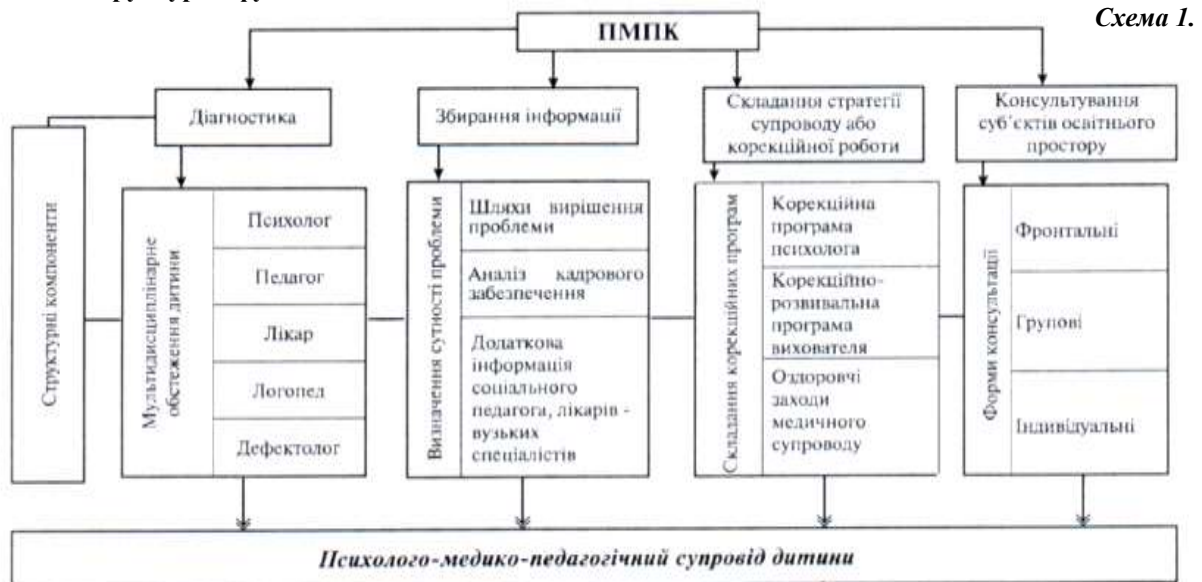 Схема 1.
ПМПК
Діагностика
Збирання інформації
Складання стратегії
супроводу або
корекційної роботи
Консультування
суб´єктів освітнього
простору
Структурні компоненти
Мультидисциплінарне
обстеження дитини
Психолог
Педагог
Лікар
Логопед
Дефектолог
Визначення сутності проблеми
Шляхи вирішення
проблеми
Аналіз кадрового
забезпечення
Додаткова
інформація
соціального
педагога, лікарів -
вузьких
спеціалістів
Складання корекційних програм
Корекційна
програма
психолога
Корекційно-
розвивальна
програма
вихователя
Оздоровчі
заходи
медичного
супроводу
Форми консультації
Фронтальні
Групові
Індивідуальні
Психолого-медико-педагогічний супровід дитини